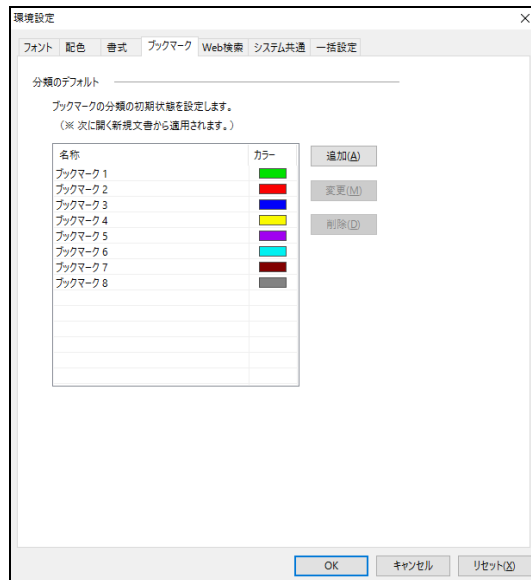 環境設定
フォント 配色 書式 ブックマーク Web検索 システム共通 一括設定
分類のデフォルト
ブックマークの分類の初期状態を設定します。
（※ 次に開く新規文書から適用されます。）
名称 カラー
ブックマーク 1
ブックマーク 2
ブックマーク 3
ブックマーク 4
ブックマーク 5
ブックマーク 6
ブックマーク 7
ブックマーク 8
追加(A)
変更(M)
削除(D)
OK キャンセル リセット(X)